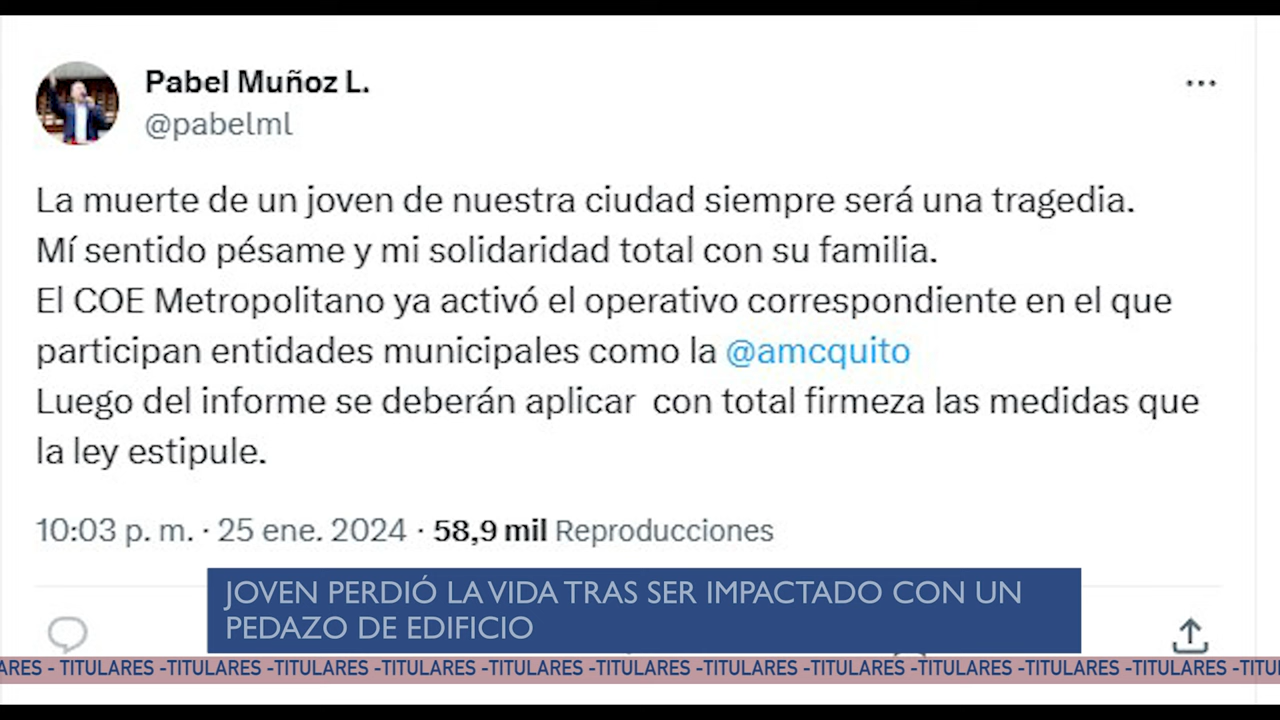 Pabel Muñoz L.
@pabelml
La muerte de un joven de nuestra ciudad siempre será una tragedia.
Mí sentido pésame y mi solidaridad total con su familia.
El COE Metropolitano ya activó el operativo correspondiente en el que
participan entidades municipales como la @amcquito
Luego del informe se deberán aplicar  con total firmeza las medidas que
la ley estipule.
10:03 p. m. · 25 ene. 2024 · 58,9 mil Reproducciones
JOVEN PERDIÓ LA VIDA TRAS SER IMPACTADO CON UN
PEDAZO DE EDIFICIO
ARES - TITULARES -TITULARES -TITULARES -TITULARES -TITULARES -TITULARES -TITULARES -TITULARES -TITULARES -TITULARES -TITULARES -TITU